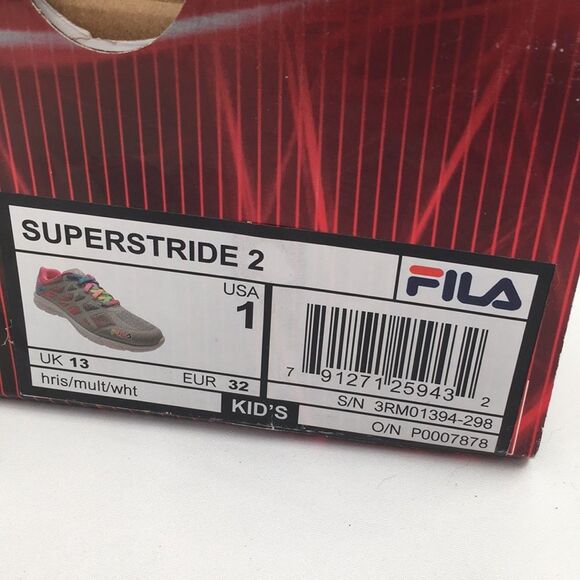 SUPERSTRIDE 2
FILA
USA
1
UK 13
EUR 32
hris/mult/wht
KID'S
7 91271 25943 2
S/N 3RM01394-298
O/N P0007878